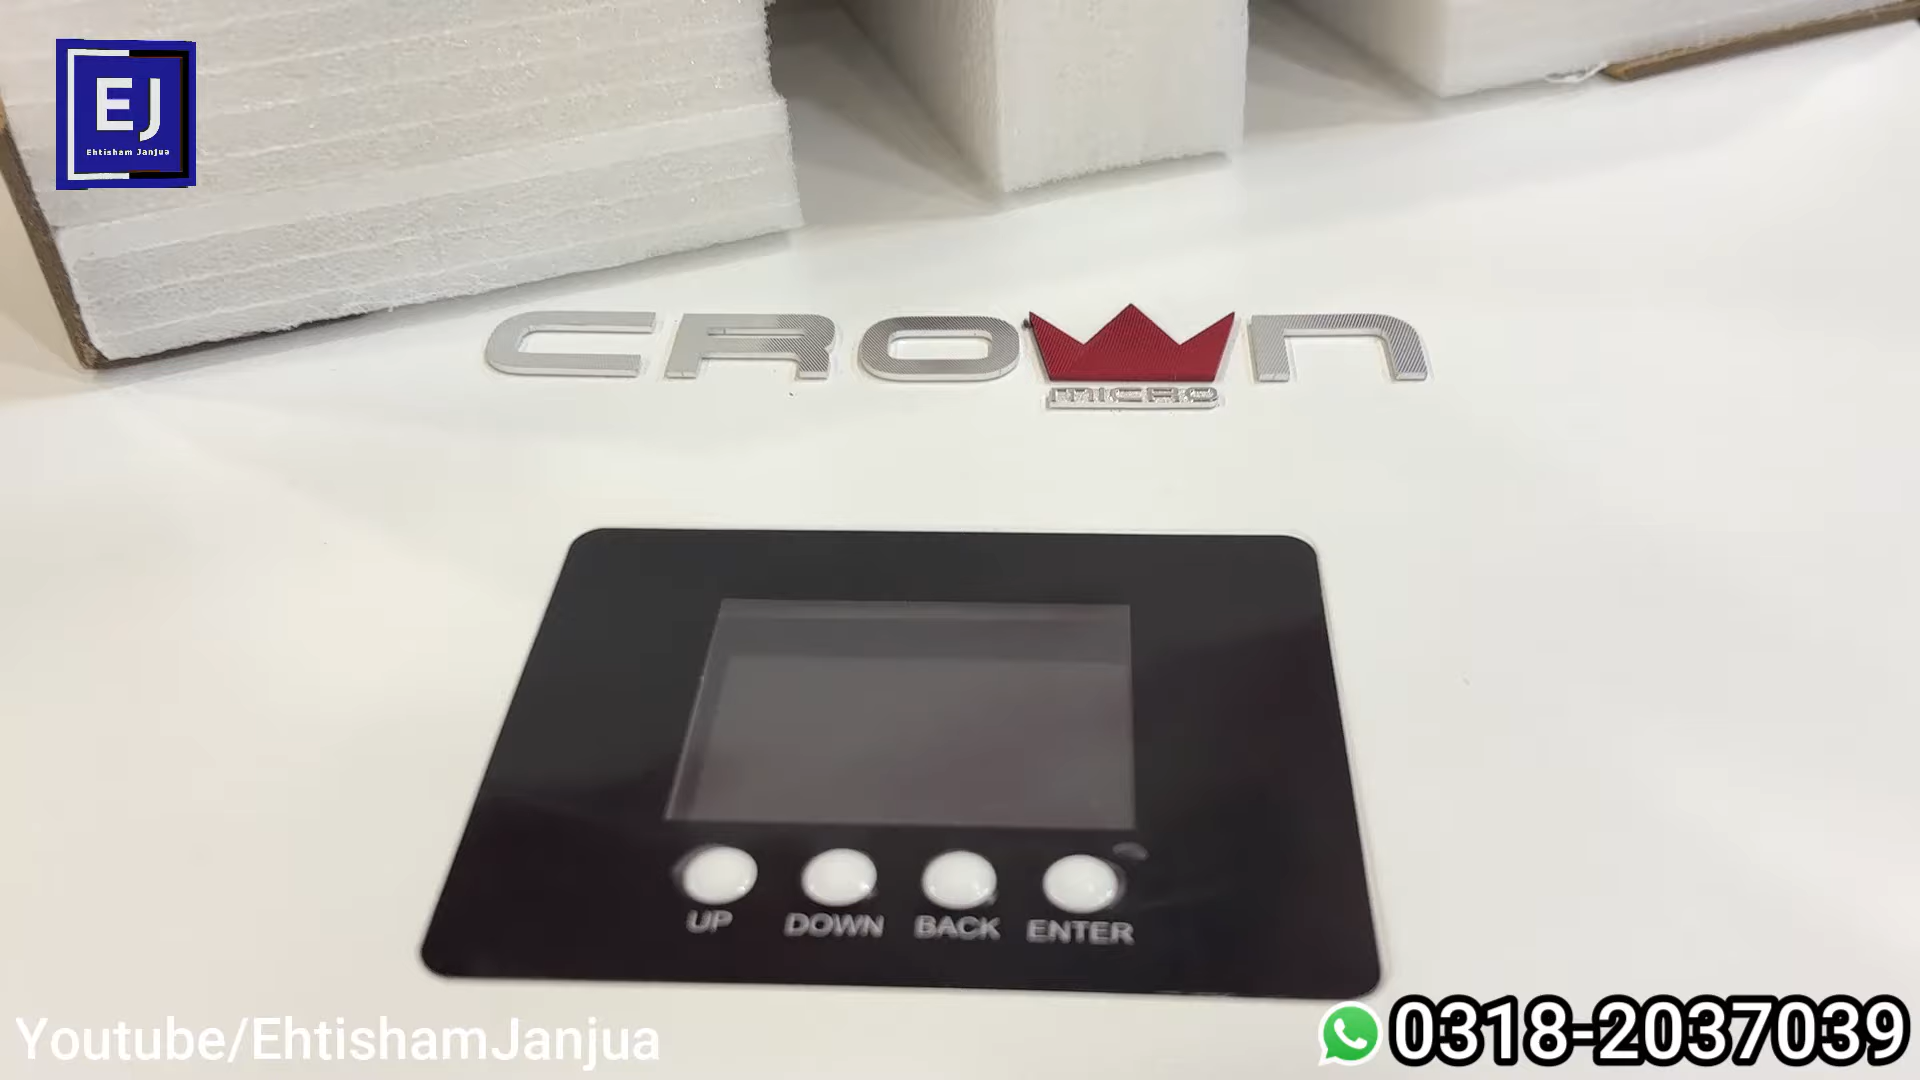 EJ
Ehtisham Janjua
CROWN
MICRO
UP DOWN BACK ENTER
Youtube/EhtishamJanjua
0318-2037039